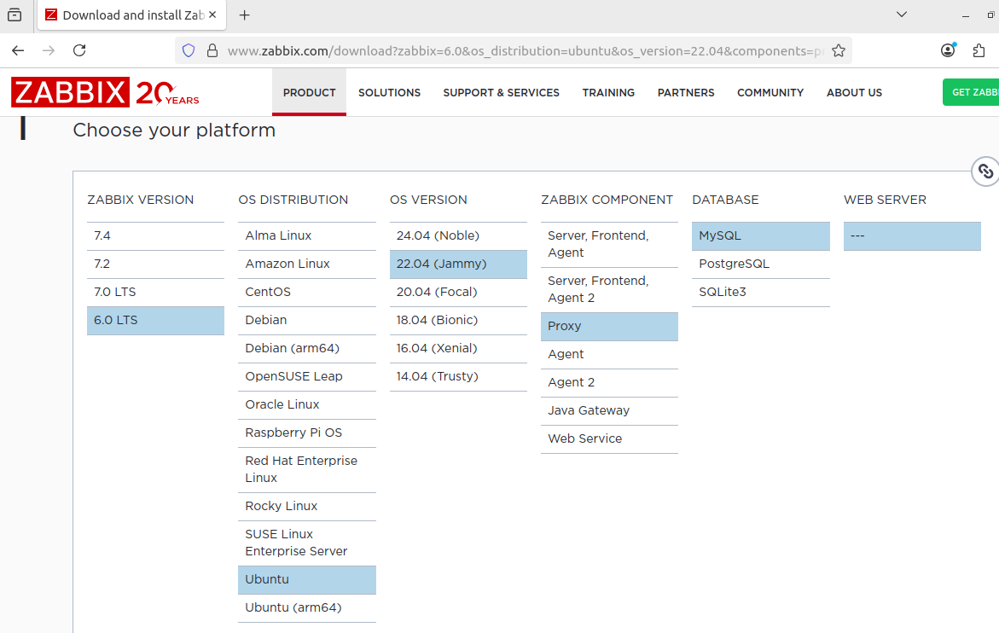 Download and install Zab
www.zabbix.com/download?zabbix=6.0&os_distribution=ubuntu&os_version=22.04&components=p
ZABBIX 20 YEARS
PRODUCT
SOLUTIONS
SUPPORT & SERVICES
TRAINING
PARTNERS
COMMUNITY
ABOUT US
GET ZABB
Choose your platform
ZABBIX VERSION
7.4
7.2
7.0 LTS
6.0 LTS
OS DISTRIBUTION
Alma Linux
Amazon Linux
CentOS
Debian
Debian (arm64)
OpenSUSE Leap
Oracle Linux
Raspberry Pi OS
Red Hat Enterprise
Linux
Rocky Linux
SUSE Linux
Enterprise Server
Ubuntu
Ubuntu (arm64)
OS VERSION
24.04 (Noble)
22.04 (Jammy)
20.04 (Focal)
18.04 (Bionic)
16.04 (Xenial)
14.04 (Trusty)
ZABBIX COMPONENT
Server, Frontend,
Agent
Server, Frontend,
Agent 2
Proxy
Agent
Agent 2
Java Gateway
Web Service
DATABASE
MySQL
PostgreSQL
SQLite3
WEB SERVER
---